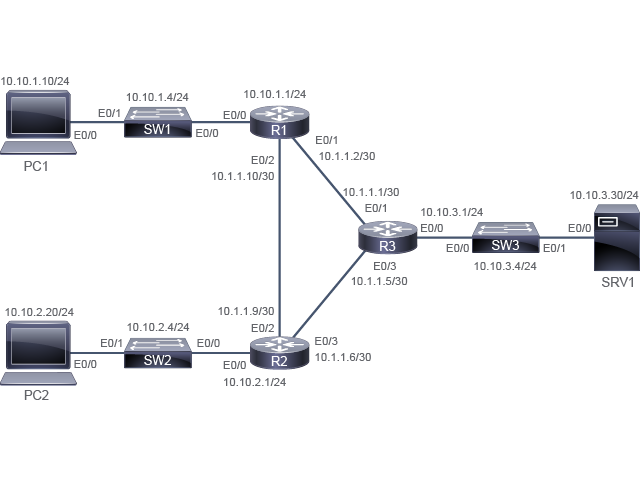 10.10.1.10/24
10.10.1.4/24
10.10.1.1/24
E0/1
E0/0
E0/0
SW1
E0/0
R1
PC1
E0/1
10.1.1.2/30
E0/2
10.1.1.10/30
10.1.1.1/30
E0/1
10.10.3.1/24
10.10.3.30/24
E0/0
E0/0
R3
E0/0
SW3
E0/1
E0/3
10.10.3.4/24
10.1.1.5/30
SRV1
10.10.2.20/24
10.10.2.4/24
10.1.1.9/30
E0/2
E0/1
E0/0
E0/3
E0/0
SW2
E0/0
R2
10.1.1.6/30
10.10.2.1/24
PC2